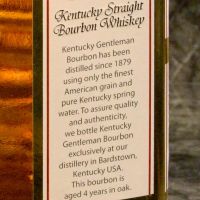 Kentucky Straight
Bourbon Whiskey
Kentucky Gentleman
Bourbon has been
distilled since 1879
using only the finest
American grain and
pure Kentucky spring
water. To assure quality
and authenticity,
we bottle Kentucky
Gentleman Bourbon
exclusively at our
distillery in Bardstown,
Kentucky USA.
This bourbon is
aged 4 years in oak.